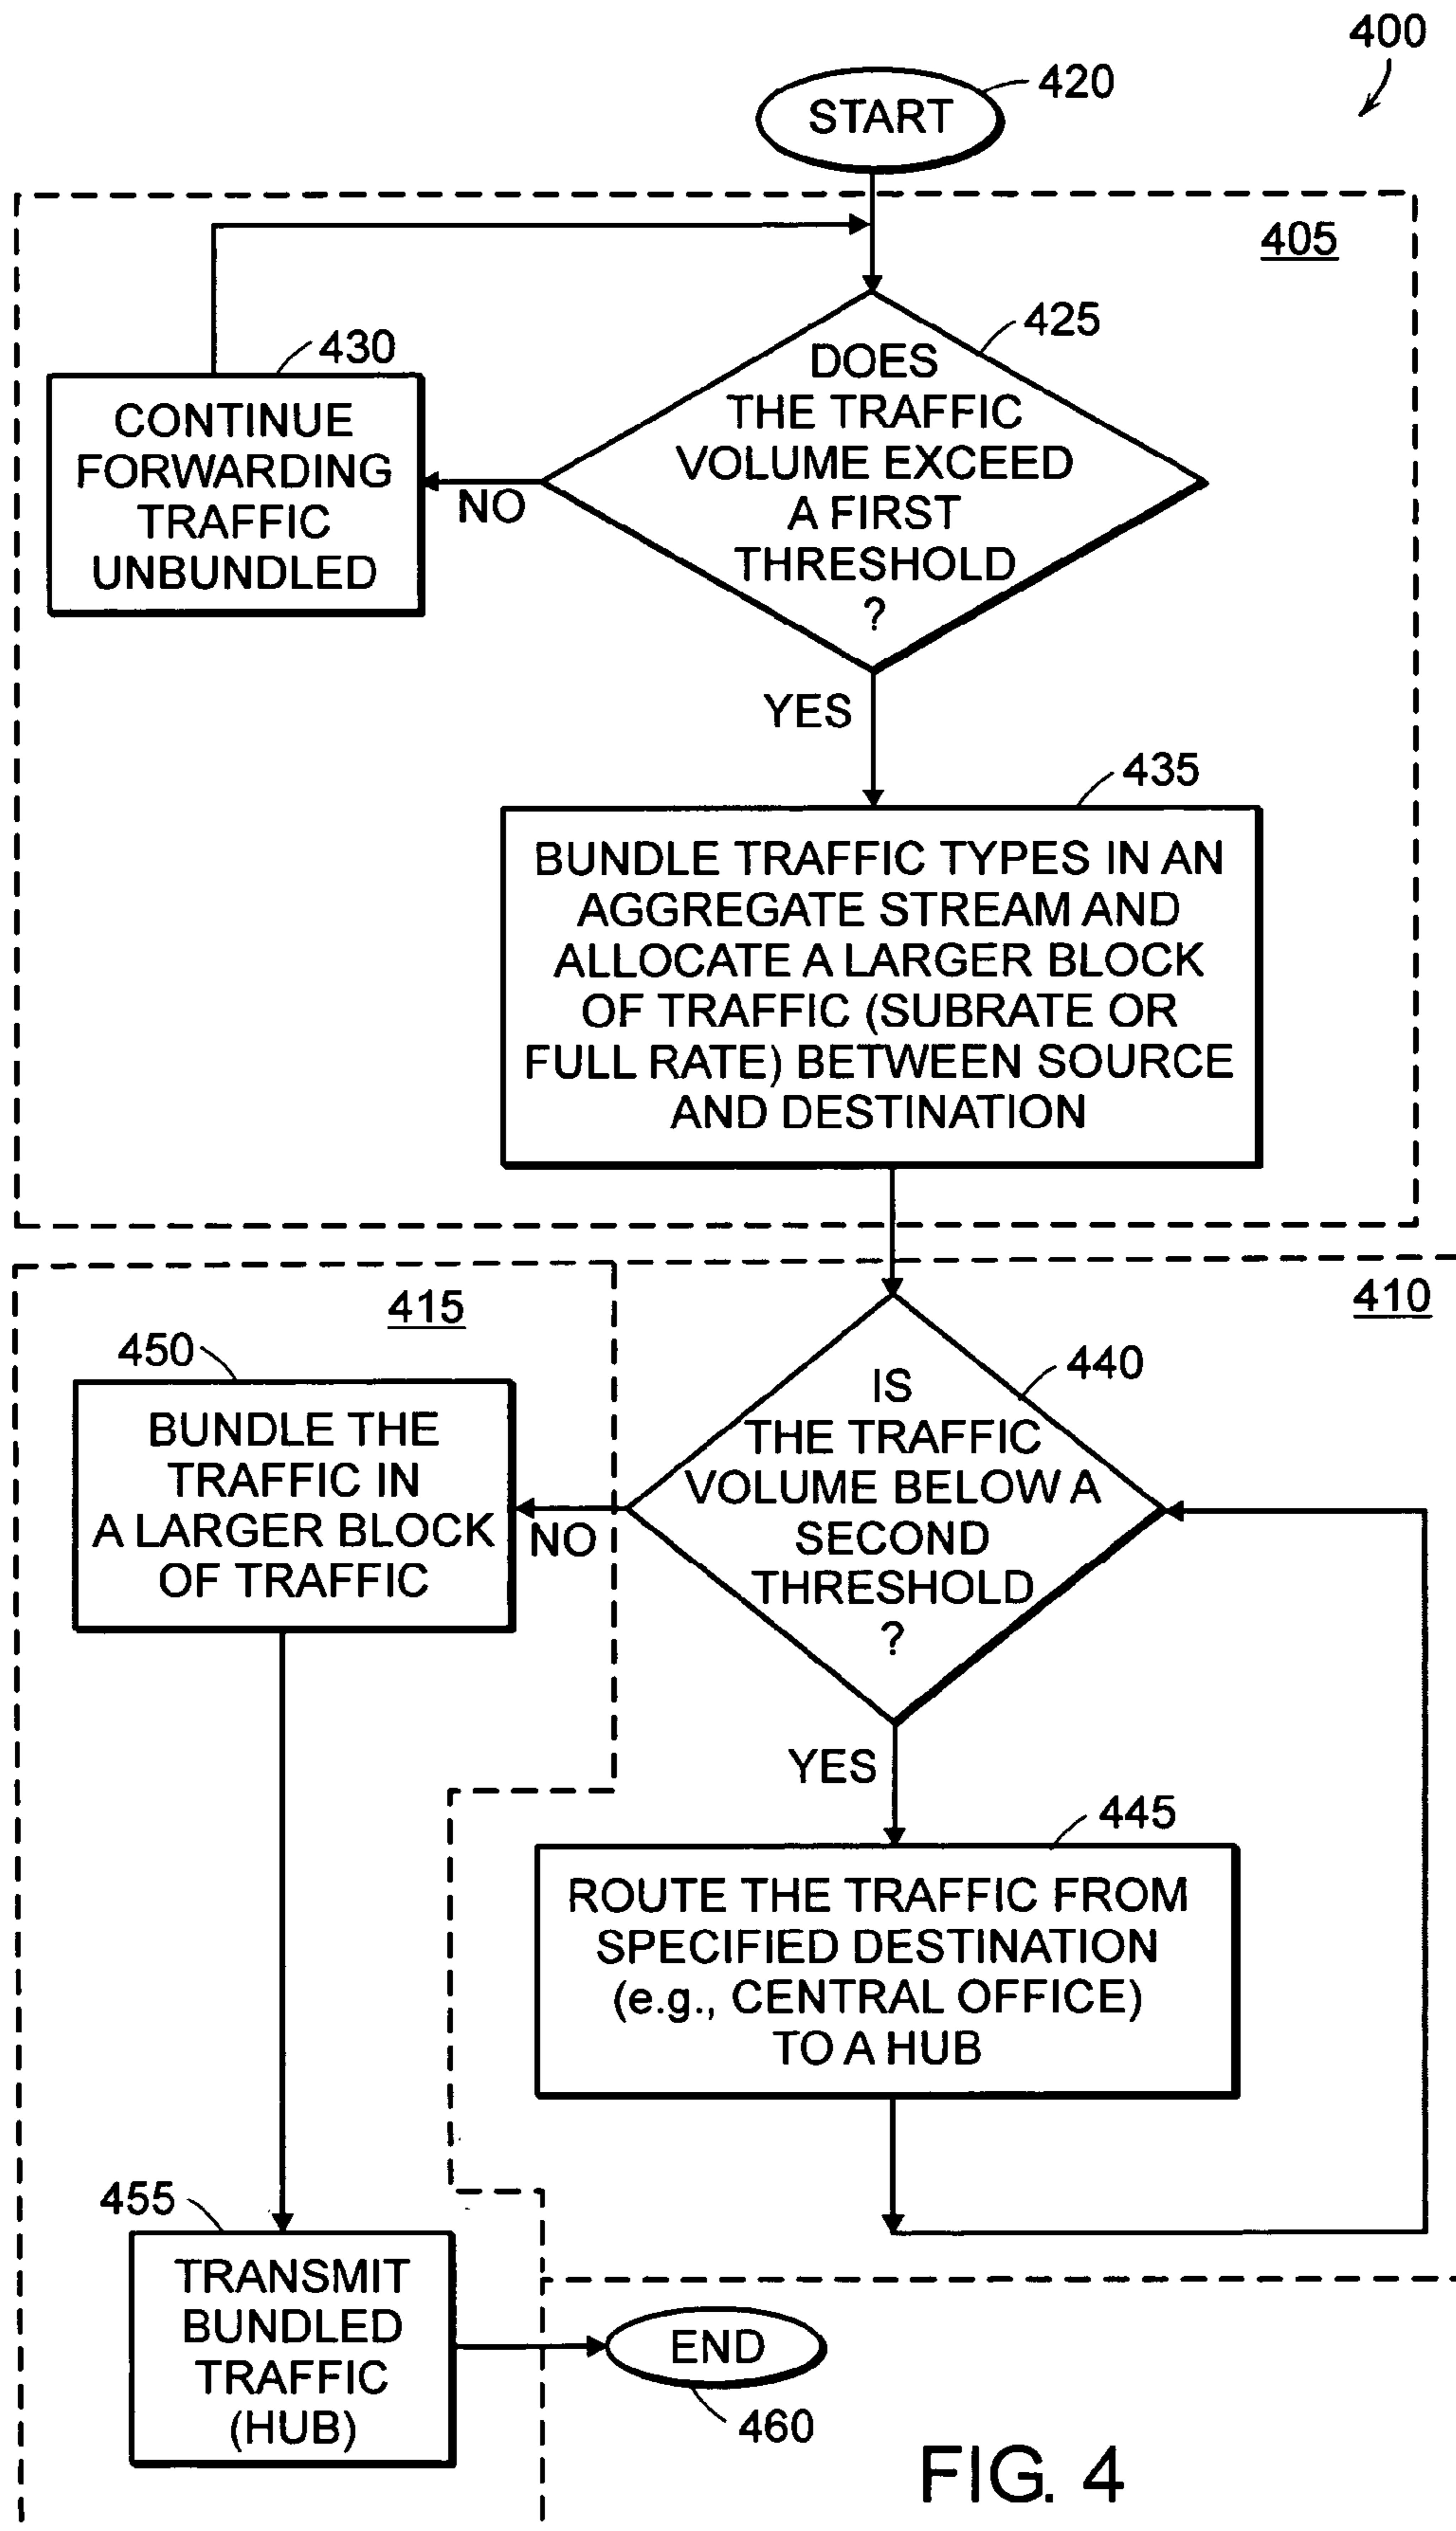 400
START
420
405
425
DOES
THE TRAFFIC
VOLUME EXCEED
A FIRST
THRESHOLD
?
430
CONTINUE
FORWARDING
TRAFFIC
UNBUNDLED
NO
YES
435
BUNDLE TRAFFIC TYPES IN AN
AGGREGATE STREAM AND
ALLOCATE A LARGER BLOCK
OF TRAFFIC (SUBRATE OR
FULL RATE) BETWEEN SOURCE
AND DESTINATION
410
415
440
IS
THE TRAFFIC
VOLUME BELOW A
SECOND
THRESHOLD
?
450
BUNDLE THE
TRAFFIC IN
A LARGER BLOCK
OF TRAFFIC
NO
YES
445
ROUTE THE TRAFFIC FROM
SPECIFIED DESTINATION
(e.g., CENTRAL OFFICE)
TO A HUB
455
TRANSMIT
BUNDLED
TRAFFIC
(HUB)
END
460
FIG. 4